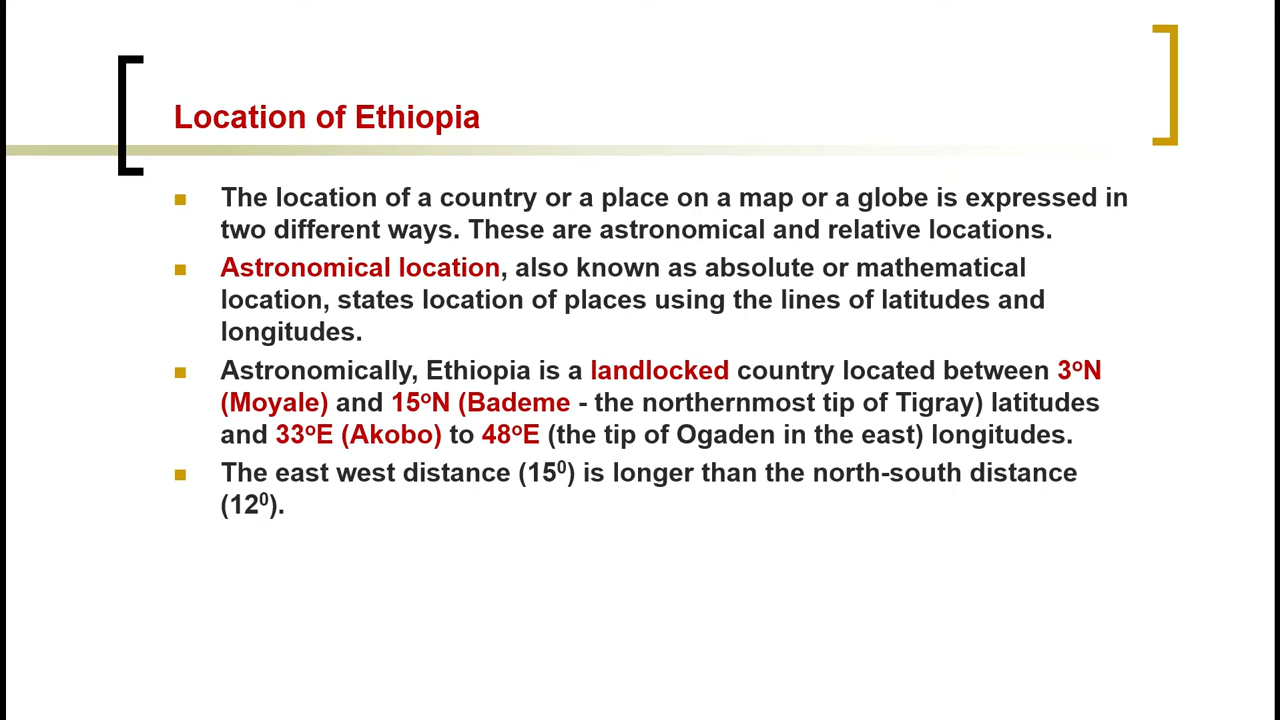 Location of Ethiopia
The location of a country or a place on a map or a globe is expressed in
two different ways. These are astronomical and relative locations.
Astronomical location, also known as absolute or mathematical
location, states location of places using the lines of latitudes and
longitudes.
Astronomically, Ethiopia is a landlocked country located between 3ºN
(Moyale) and 15ºN (Bademe - the northernmost tip of Tigray) latitudes
and 33ºE (Akobo) to 48ºE (the tip of Ogaden in the east) longitudes.
The east west distance (15⁰) is longer than the north-south distance
(12⁰).